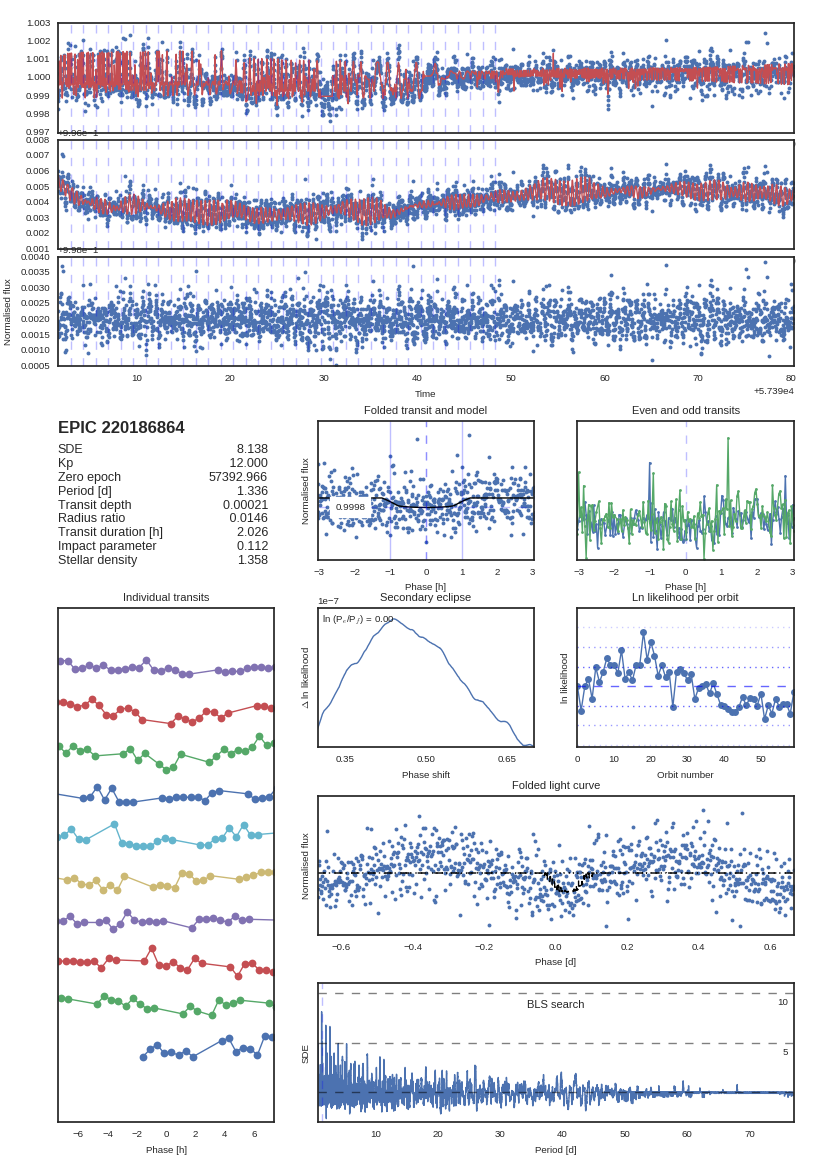 1.003
1.002
1.001
1.000
0.999
0.998
0.997
+9.96e−1
0.008
0.007
0.006
0.005
0.004
0.003
0.002
0.001
+9.98e−1
0.0040
0.0035
0.0030
0.0025
0.0020
0.0015
0.0010
0.0005
Normalised flux
10 20 30 40 50 60 70 80
Time
+5.739e4
EPIC 220186864
SDE 8.138
Kp 12.000
Zero epoch 57392.966
Period [d] 1.336
Transit depth 0.00021
Radius ratio 0.0146
Transit duration [h] 2.026
Impact parameter 0.112
Stellar density 1.358
Folded transit and model
Normalised flux
0.9998
−3 −2 −1 0 1 2 3
Phase [h]
Even and odd transits
−3 −2 −1 0 1 2 3
Phase [h]
Individual transits
−6 −4 −2 0 2 4 6
Phase [h]
Secondary eclipse
1e−7
ln (Pₑ/P𝑓) = 0.00
Δ ln likelihood
0.35 0.50 0.65
Phase shift
Ln likelihood per orbit
ln likelihood
0 10 20 30 40 50
Orbit number
Folded light curve
Normalised flux
−0.6 −0.4 −0.2 0.0 0.2 0.4 0.6
Phase [d]
BLS search
10
5
SDE
10 20 30 40 50 60 70
Period [d]